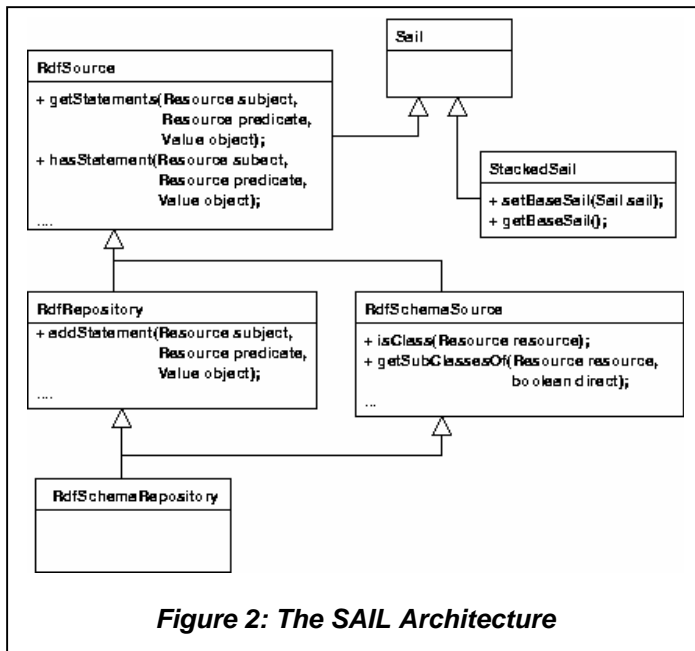 Sail
RdfSource
+ getStatements(Resource subject,
Resource predicate,
Value object);
+ hasStatement(Resource subect,
Resource predicate,
Value object);
....
StackedSail
+ setBaseSail(Sail sail);
+ getBaseSail();
RdfRepository
+ addStatement(Resource subject,
Resource predicate,
Value object);
....
RdfSchemaSource
+ isClass(Resource resource);
+ getSubClassesOf(Resource resource,
boolean direct);
...
RdfSchemaRepository
Figure 2: The SAIL Architecture